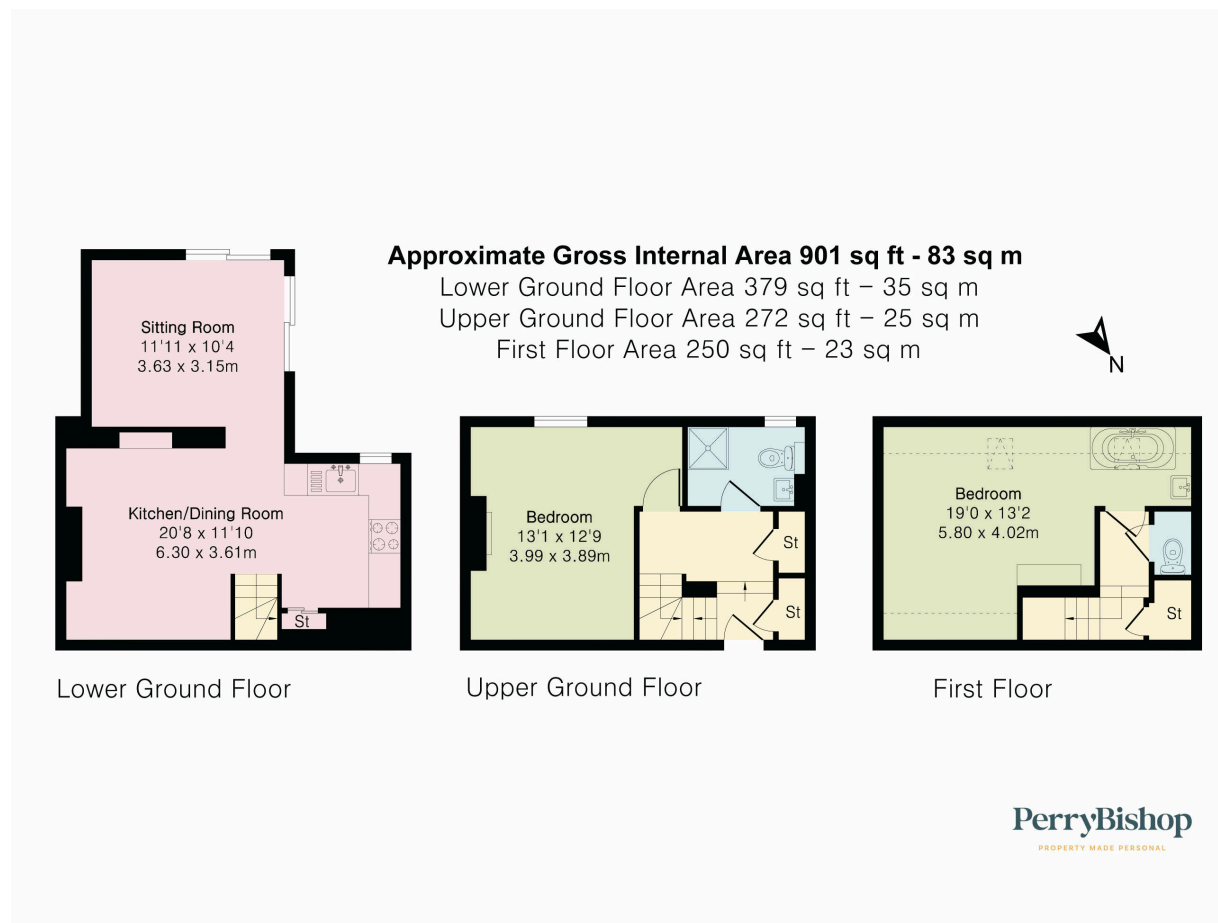 Approximate Gross Internal Area 901 sq ft - 83 sq m
Lower Ground Floor Area 379 sq ft – 35 sq m
Upper Ground Floor Area 272 sq ft – 25 sq m
First Floor Area 250 sq ft – 23 sq m
N
Sitting Room
11'11 x 10'4
3.63 x 3.15m
Kitchen/Dining Room
20'8 x 11'10
6.30 x 3.61m
St
Lower Ground Floor
Bedroom
13'1 x 12'9
3.99 x 3.89m
St
St
Upper Ground Floor
Bedroom
19'0 x 13'2
5.80 x 4.02m
St
First Floor
PerryBishop
PROPERTY MADE PERSONAL